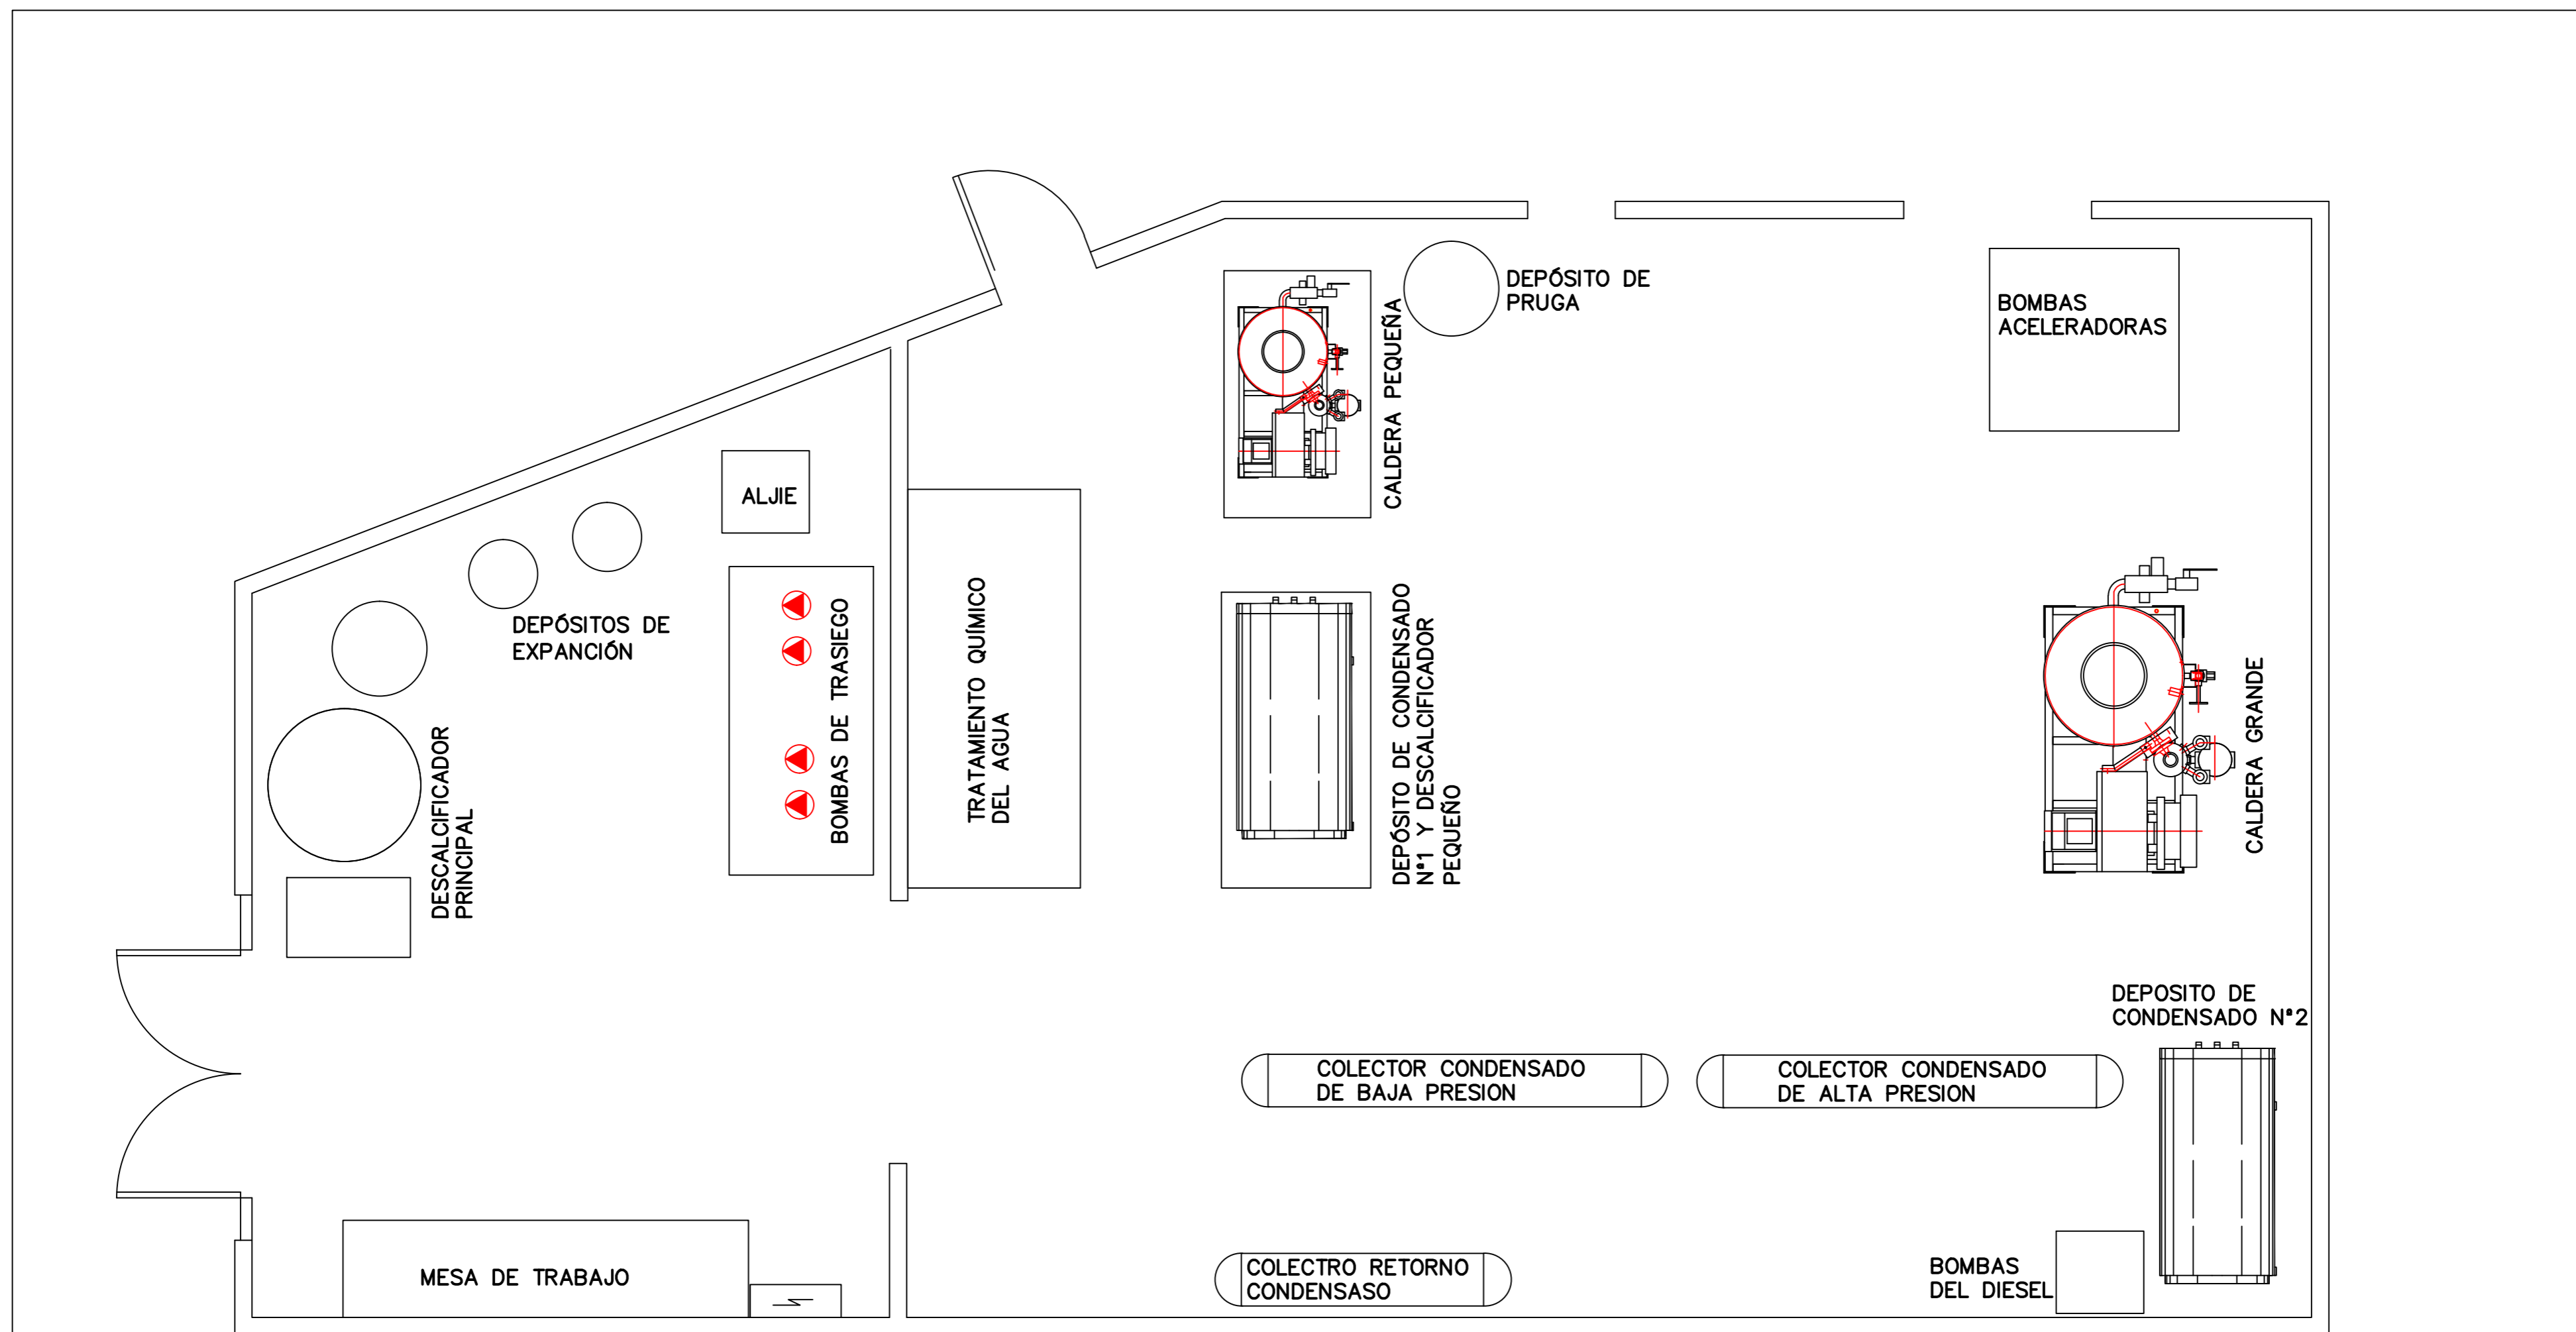 DEPÓSITO DE
PRUGA
BOMBAS
ACELERADORAS
CALDERA PEQUEÑA
ALJIE
DEPÓSITOS DE
EXPANCIÓN
BOMBAS DE TRASIEGO
TRATAMIENTO QUÍMICO
DEL AGUA
DEPÓSITO DE CONDENSADO
Nª1 Y DESCALCIFICADOR
PEQUEÑO
CALDERA GRANDE
DESCALCIFICADOR
PRINCIPAL
DEPOSITO DE
CONDENSADO Nª2
COLECTOR CONDENSADO
DE BAJA PRESION
COLECTOR CONDENSADO
DE ALTA PRESION
MESA DE TRABAJO
COLECTRO RETORNO
CONDENSASO
BOMBAS
DEL DIESEL